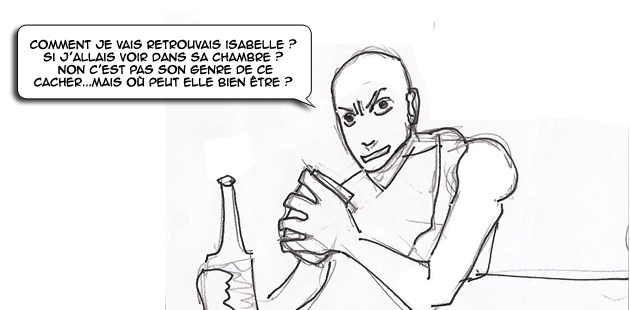 COMMENT JE VAIS RETROUVAIS ISABELLE ?
SI J'ALLAIS VOIR DANS SA CHAMBRE ?
NON C'EST PAS SON GENRE DE CE
CACHER...MAIS OÙ PEUT ELLE BIEN ÊTRE ?